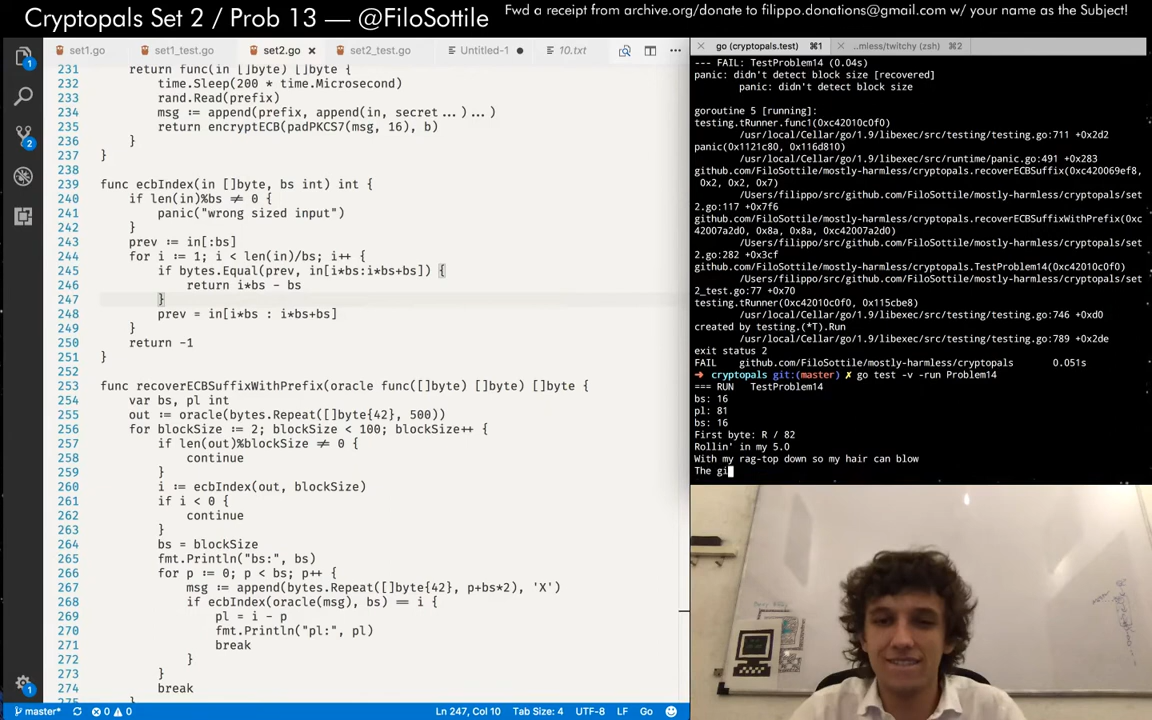 Cryptopals Set 2 / Prob 13 — @FiloSottile
Fwd a receipt from archive.org/donate to filippo.donations@gmail.com w/ your name as the Subject!
set1.go
set1_test.go
set2.go
set2_test.go
Untitled-1
10.txt
231 return func(in []byte) []byte {
232 time.Sleep(200 * time.Microsecond)
233 rand.Read(prefix)
234 msg := append(prefix, append(in, secret...)...)
235 return encryptECB(padPKCS7(msg, 16), b)
236 }
237 }
238
239 func ecbIndex(in []byte, bs int) int {
240 if len(in)%bs ≠ 0 {
241 panic("wrong sized input")
242 }
243 prev := in[:bs]
244 for i := 1; i < len(in)/bs; i++ {
245 if bytes.Equal(prev, in[i*bs:i*bs+bs]) {
246 return i*bs - bs
247 }
248 prev = in[i*bs : i*bs+bs]
249 }
250 return -1
251 }
252
253 func recoverECBSuffixWithPrefix(oracle func([]byte) []byte) []byte {
254 var bs, pl int
255 out := oracle(bytes.Repeat([]byte{42}, 500))
256 for blockSize := 2; blockSize < 100; blockSize++ {
257 if len(out)%blockSize ≠ 0 {
258 continue
259 }
260 i := ecbIndex(out, blockSize)
261 if i < 0 {
262 continue
263 }
264 bs = blockSize
265 fmt.Println("bs:", bs)
266 for p := 0; p < bs; p++ {
267 msg := append(bytes.Repeat([]byte{42}, p+bs*2), 'X')
268 if ecbIndex(oracle(msg), bs) == i {
269 pl = i - p
270 fmt.Println("pl:", pl)
271 break
272 }
273 }
274 break
master*
0 0
Ln 247, Col 10
Tab Size: 4
UTF-8
LF
Go
go (cryptopals.test) ⌘1
...mless/twitchy (zsh) ⌘2
--- FAIL: TestProblem14 (0.04s)
panic: didn't detect block size [recovered]
panic: didn't detect block size
goroutine 5 [running]:
testing.tRunner.func1(0xc42010c0f0)
/usr/local/Cellar/go/1.9/libexec/src/testing/testing.go:711 +0x2d2
panic(0x1121c80, 0x116d810)
/usr/local/Cellar/go/1.9/libexec/src/runtime/panic.go:491 +0x283
github.com/FiloSottile/mostly-harmless/cryptopals.recoverECBSuffix(0xc420069ef8,
0x2, 0x2, 0x7)
/Users/filippo/src/github.com/FiloSottile/mostly-harmless/cryptopals/set
2.go:117 +0x7f6
github.com/FiloSottile/mostly-harmless/cryptopals.recoverECBSuffixWithPrefix(0xc
42007a2d0, 0x8a, 0x8a, 0xc42007a2d0)
/Users/filippo/src/github.com/FiloSottile/mostly-harmless/cryptopals/set
2.go:282 +0x3cf
github.com/FiloSottile/mostly-harmless/cryptopals.TestProblem14(0xc42010c0f0)
/Users/filippo/src/github.com/FiloSottile/mostly-harmless/cryptopals/set
2_test.go:77 +0x70
testing.tRunner(0xc42010c0f0, 0x115cbe8)
/usr/local/Cellar/go/1.9/libexec/src/testing/testing.go:746 +0xd0
created by testing.(*T).Run
/usr/local/Cellar/go/1.9/libexec/src/testing/testing.go:789 +0x2de
exit status 2
FAIL github.com/FiloSottile/mostly-harmless/cryptopals 0.051s
➜ cryptopals git:(master) ✗ go test -v -run Problem14
=== RUN TestProblem14
bs: 16
pl: 81
bs: 16
First byte: R / 82
Rollin' in my 5.0
With my rag-top down so my hair can blow
The gi